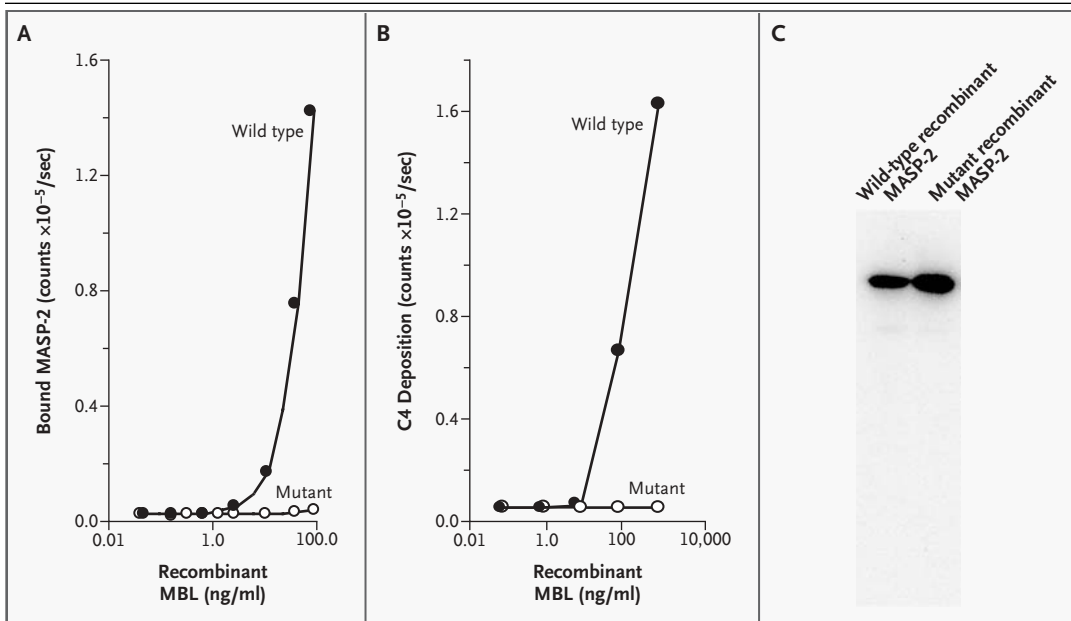 A
1.6
1.2
0.8
0.4
0.0
0.01
1.0
100.0
Bound MASP-2 (counts ×10⁻⁵/sec)
Wild type
Mutant
Recombinant
MBL (ng/ml)
B
1.6
1.2
0.8
0.4
0.0
0.01
1.0
100
10,000
C4 Deposition (counts ×10⁻⁵/sec)
Wild type
Mutant
Recombinant
MBL (ng/ml)
C
Wild-type recombinant
MASP-2
Mutant recombinant
MASP-2